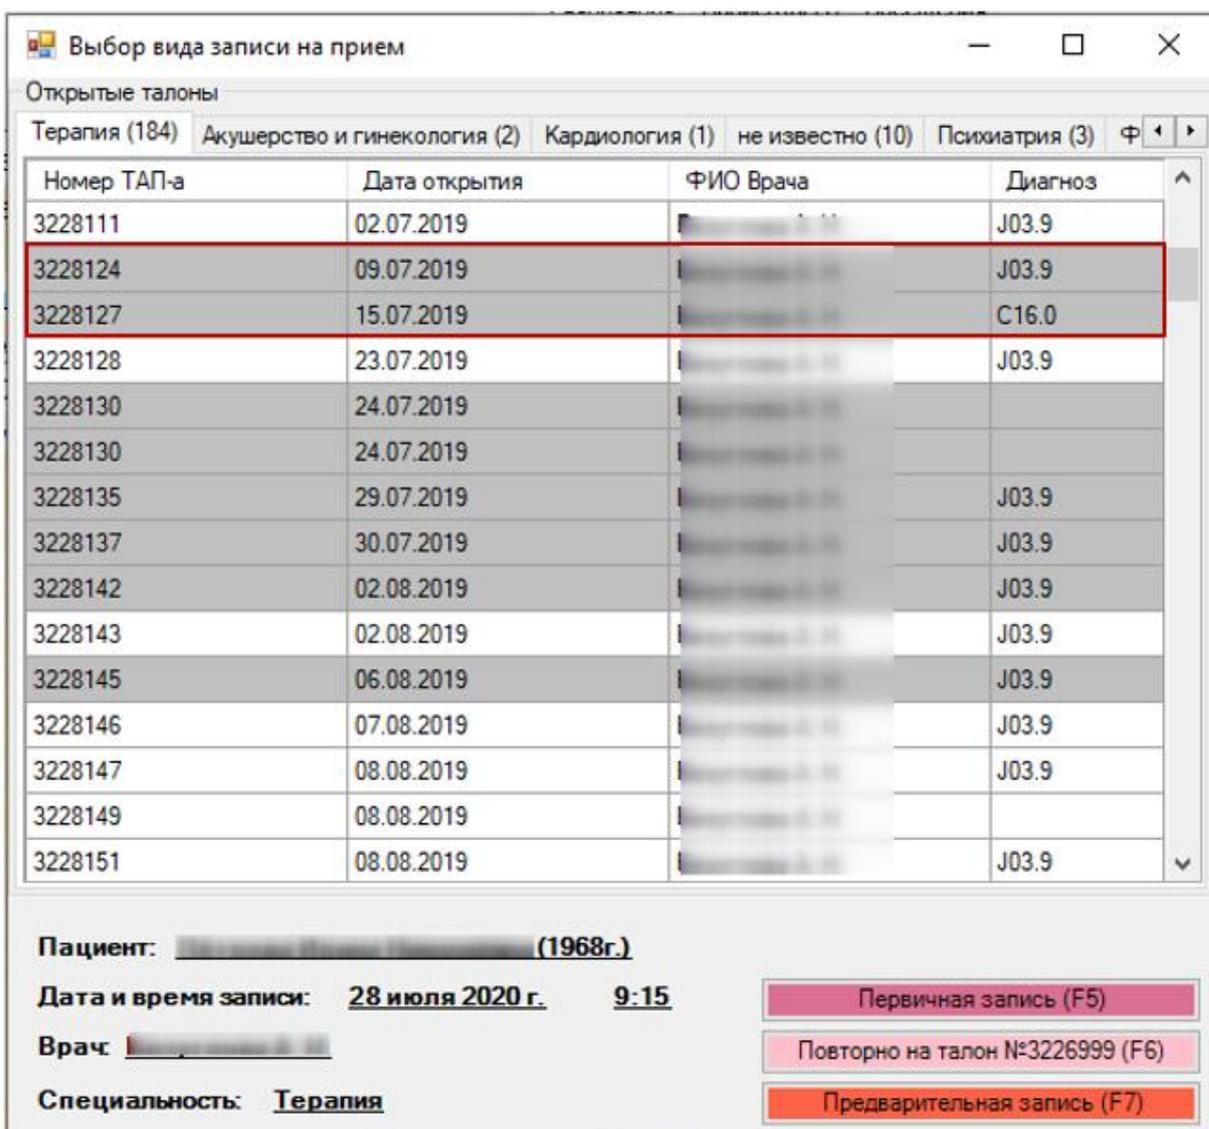 Выбор вида записи на прием
Открытые талоны
Терапия (184) Акушерство и гинекология (2) Кардиология (1) не известно (10) Психиатрия (3) Ф
Номер ТАП-а Дата открытия ФИО Врача Диагноз
3228111 02.07.2019 J03.9
3228124 09.07.2019 J03.9
3228127 15.07.2019 C16.0
3228128 23.07.2019 J03.9
3228130 24.07.2019
3228130 24.07.2019
3228135 29.07.2019 J03.9
3228137 30.07.2019 J03.9
3228142 02.08.2019 J03.9
3228143 02.08.2019 J03.9
3228145 06.08.2019 J03.9
3228146 07.08.2019 J03.9
3228147 08.08.2019 J03.9
3228149 08.08.2019
3228151 08.08.2019 J03.9
Пациент: (1968г.)
Дата и время записи: 28 июля 2020 г. 9:15
Первичная запись (F5)
Врач:
Повторно на талон №3226999 (F6)
Специальность: Терапия
Предварительная запись (F7)